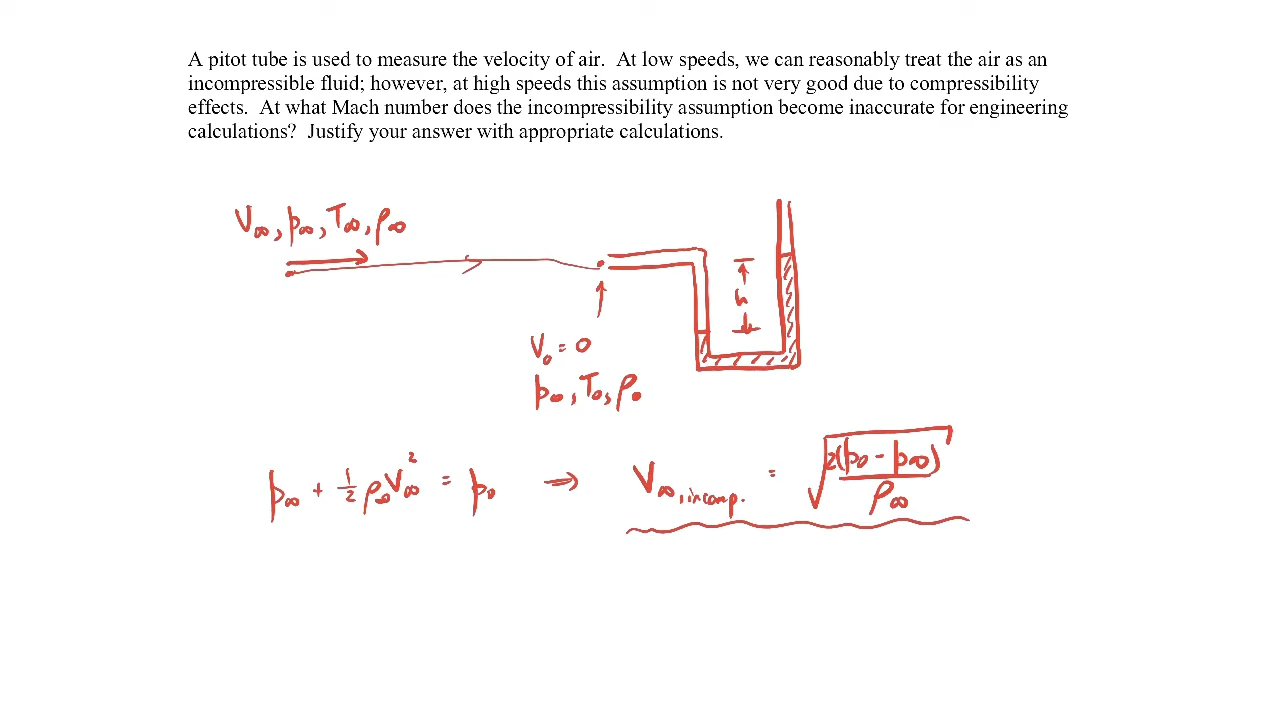 A pitot tube is used to measure the velocity of air. At low speeds, we can reasonably treat the air as an
incompressible fluid; however, at high speeds this assumption is not very good due to compressibility
effects. At what Mach number does the incompressibility assumption become inaccurate for engineering
calculations? Justify your answer with appropriate calculations.
V∞, p∞, T∞, ρ∞
h
V₀ = 0
p∞, T₀, ρ₀
p∞ + 1/2 ρ∞ V∞² = p₀ ⇒ V∞,incomp. = √(2(p₀ - p∞)/ρ∞)